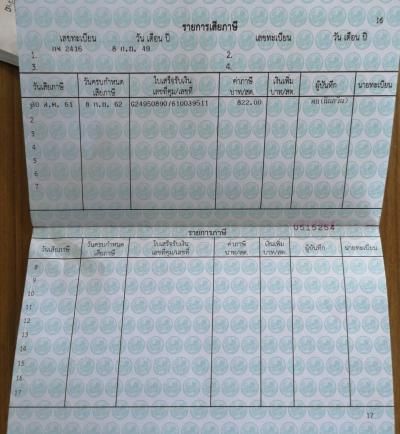 16
รายการเสียภาษี
เลขทะเบียน วัน เดือน ปี เลขทะเบียน วัน เดือน ปี
1. กฬ 2416 8 ก.ย. 49 2.
3. 4.
วันเสียภาษี วันครบกำหนดเสียภาษี ใบเสร็จรับเงิน เลขที่คุม/เลขที่ ค่าภาษี บาท/สต. เงินเพิ่ม บาท/สต. ผู้บันทึก นายทะเบียน
30 ส.ค. 61 8 ก.ย. 62 G24950890/610039511 822.00
2
3
4
5
6
7
รายการภาษี 0515254
วันเสียภาษี วันครบกำหนดเสียภาษี ใบเสร็จรับเงิน เลขที่คุม/เลขที่ ค่าภาษี บาท/สต. เงินเพิ่ม บาท/สต. ผู้บันทึก นายทะเบียน
8
9
10
11
12
13
14
15
16
17
17